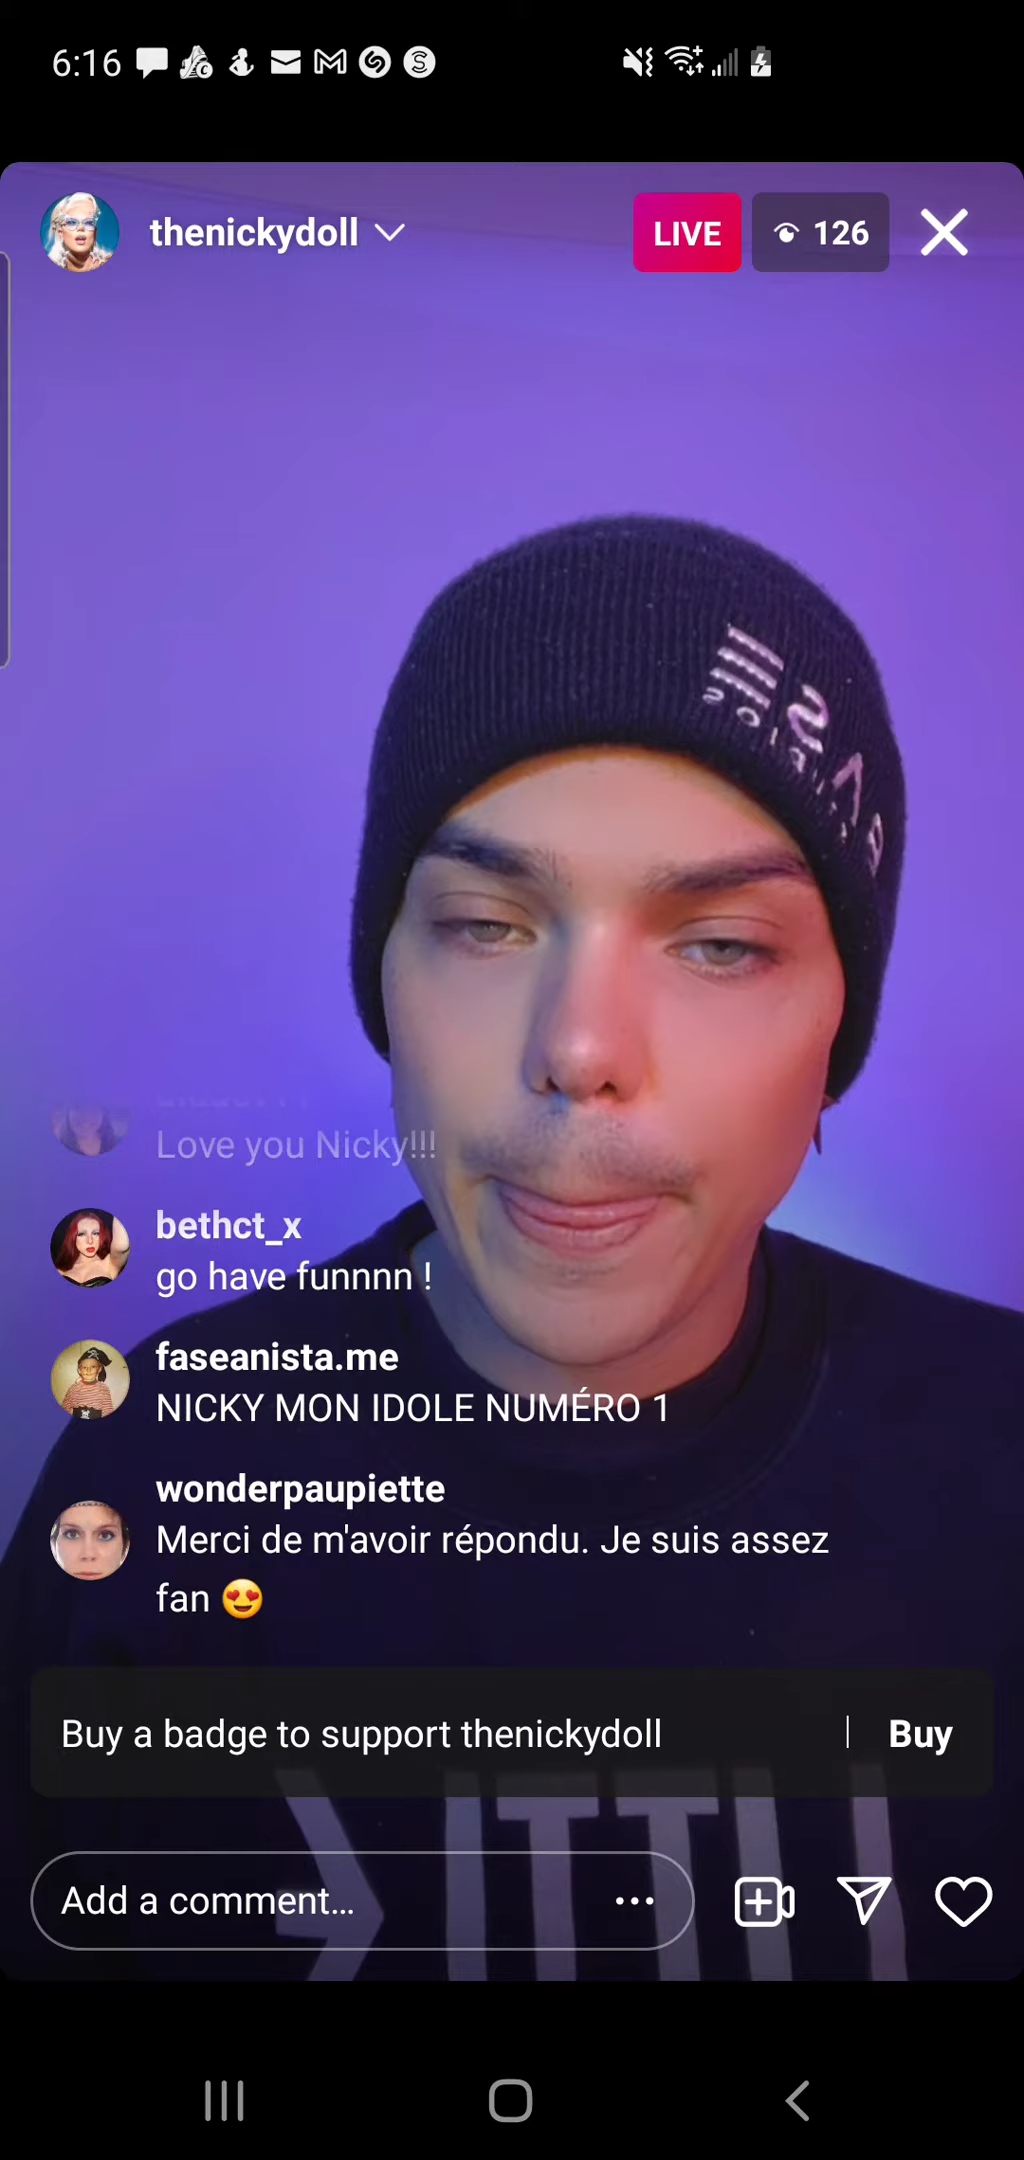 6:16
thenickydoll
LIVE
126
Love you Nicky!!!
bethct_x
go have funnnn !
faseanista.me
NICKY MON IDOLE NUMÉRO 1
wonderpaupiette
Merci de m'avoir répondu. Je suis assez
fan 😍
Buy a badge to support thenickydoll
Buy
Add a comment...